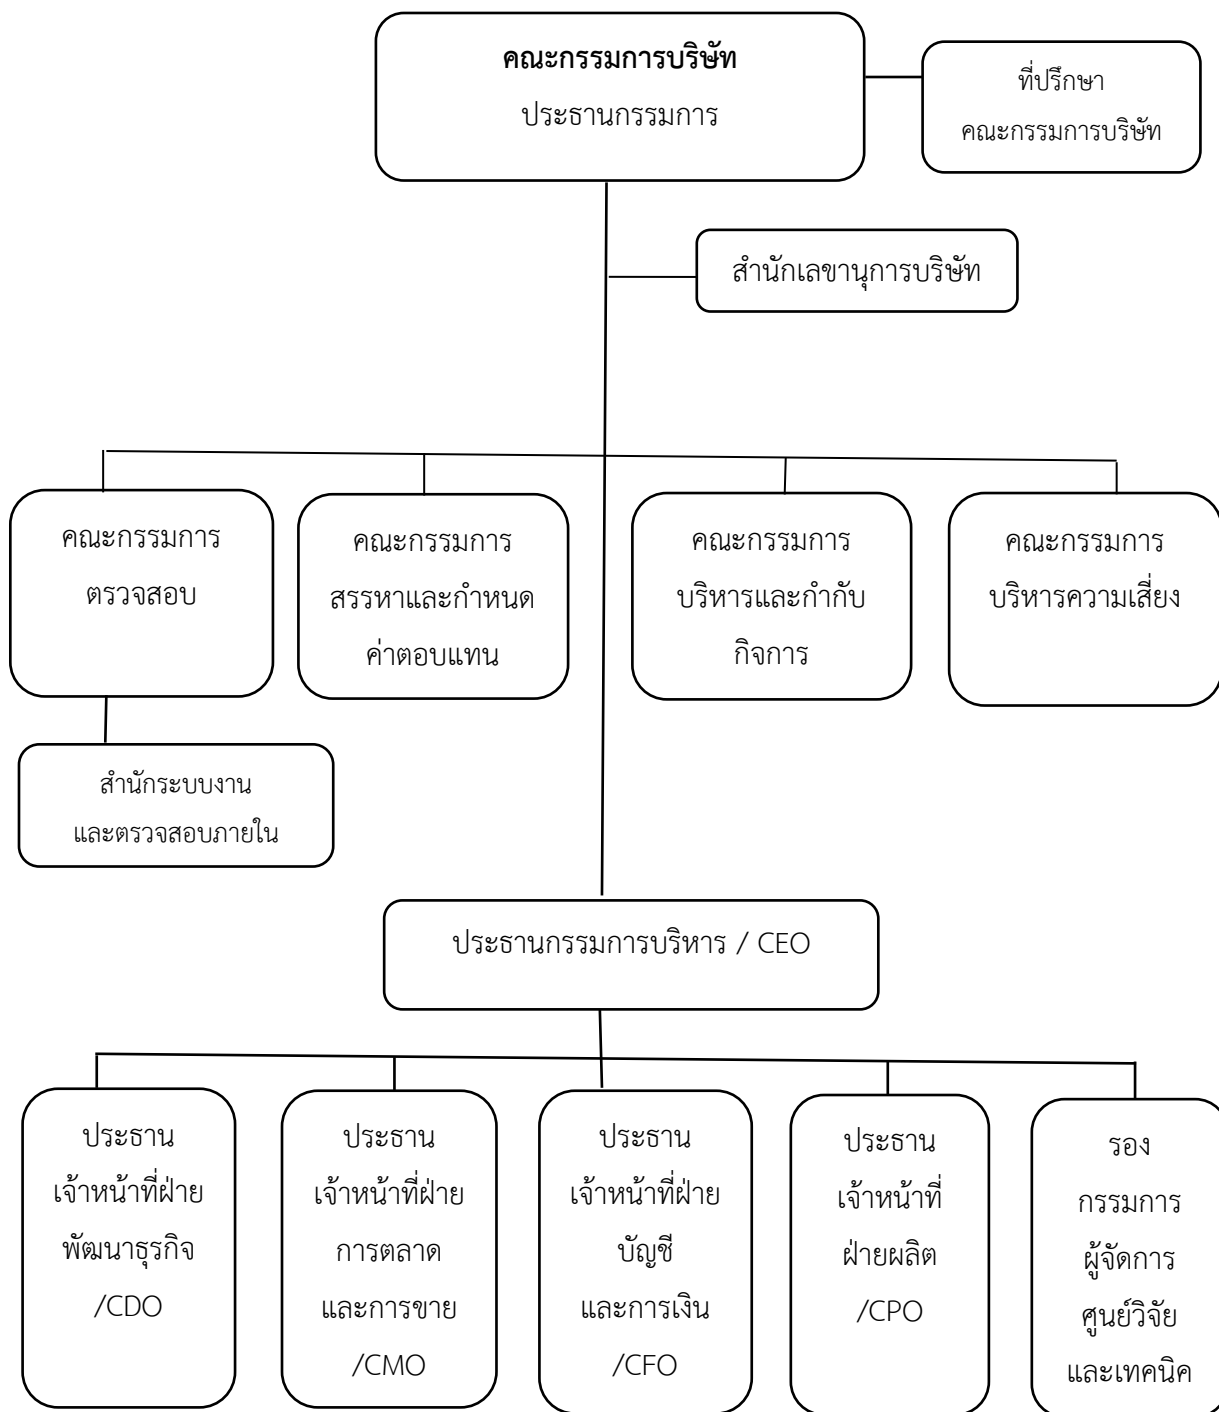 คณะกรรมการบริษัท
ประธานกรรมการ
ที่ปรึกษา
คณะกรรมการบริษัท
สำนักเลขานุการบริษัท
คณะกรรมการ
ตรวจสอบ
คณะกรรมการ
สรรหาและกำหนด
ค่าตอบแทน
คณะกรรมการ
บริหารและกำกับ
กิจการ
คณะกรรมการ
บริหารความเสี่ยง
สำนักระบบงาน
และตรวจสอบภายใน
ประธานกรรมการบริหาร / CEO
ประธาน
เจ้าหน้าที่ฝ่าย
พัฒนาธุรกิจ
/CDO
ประธาน
เจ้าหน้าที่ฝ่าย
การตลาด
และการขาย
/CMO
ประธาน
เจ้าหน้าที่ฝ่าย
บัญชี
และการเงิน
/CFO
ประธาน
เจ้าหน้าที่
ฝ่ายผลิต
/CPO
รอง
กรรมการ
ผู้จัดการ
ศูนย์วิจัย
และเทคนิค